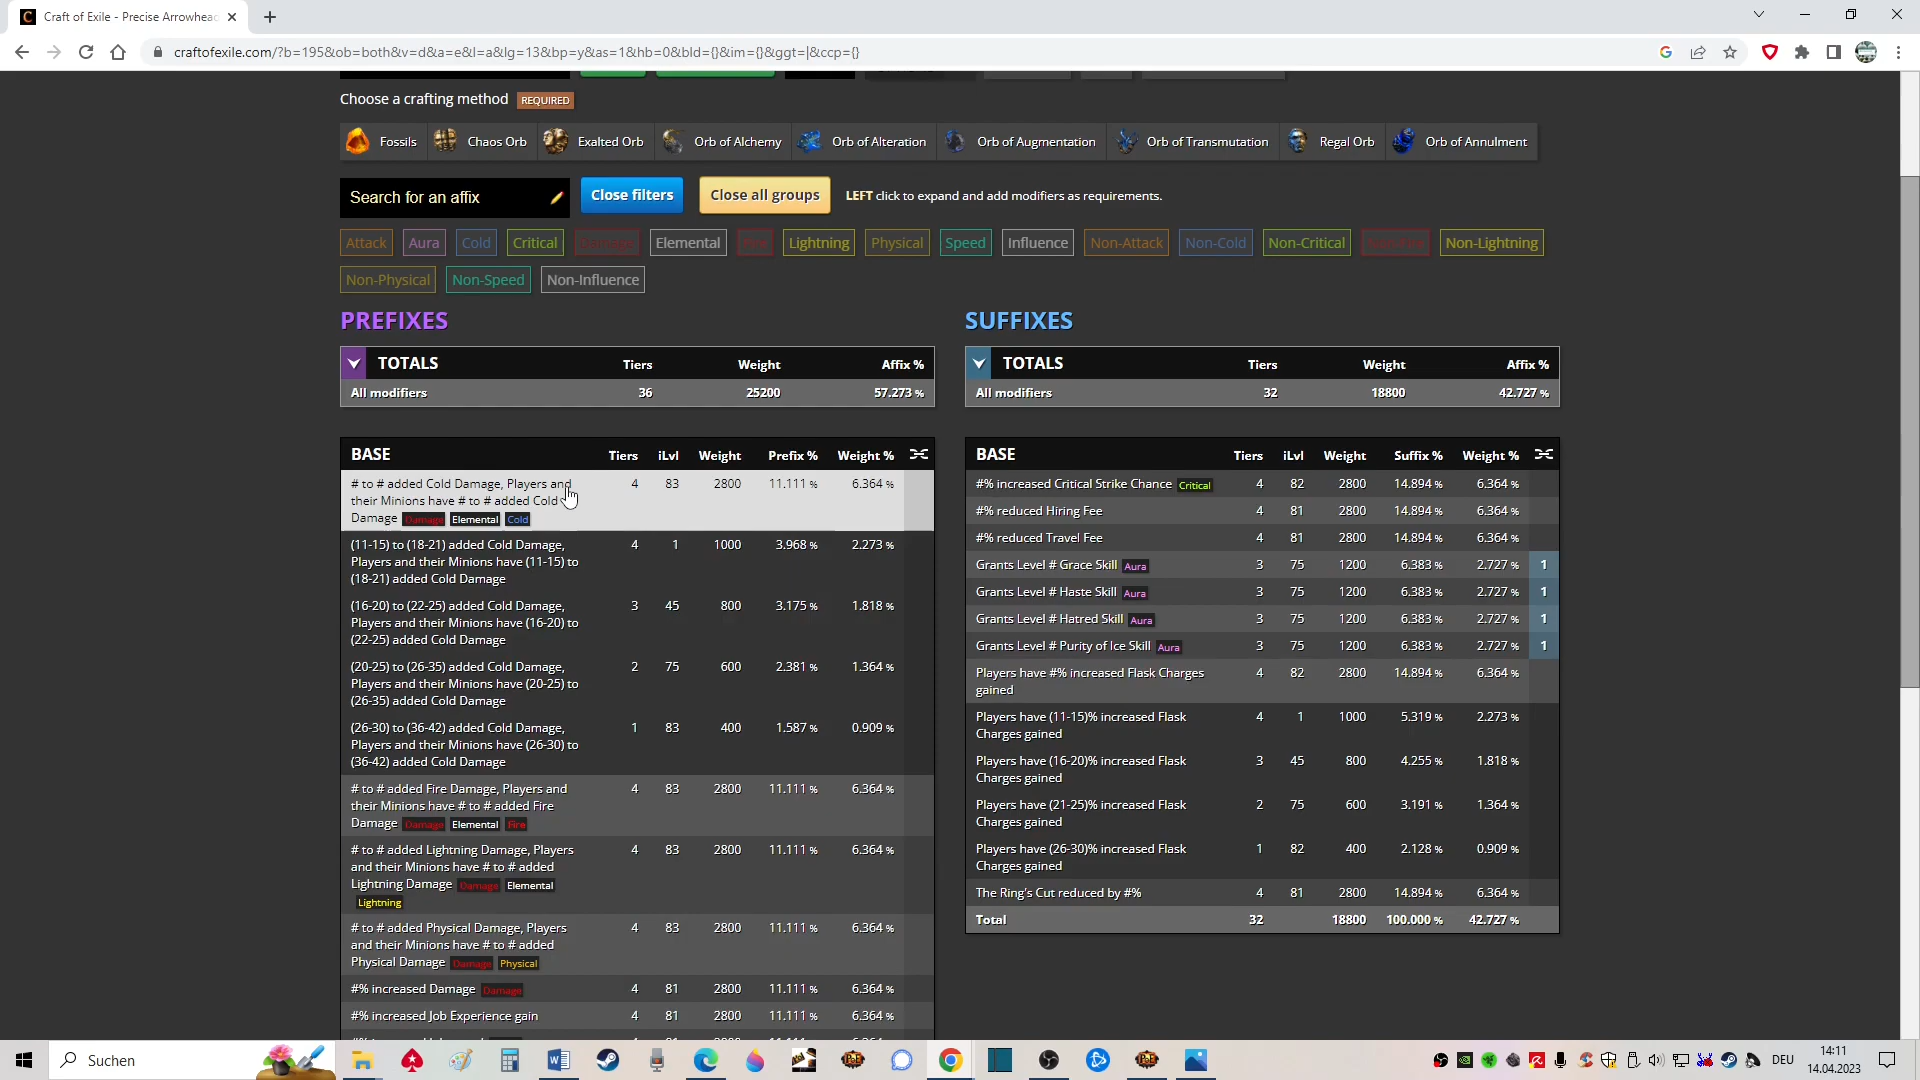 Craft of Exile - Precise Arrowhead
craftofexile.com/?b=195&ob=both&v=d&a=e&l=a&lg=13&bp=y&as=1&hb=0&bld={}&im={}&ggt=|&ccp={}
Choose a crafting method REQUIRED
Fossils Chaos Orb Exalted Orb Orb of Alchemy Orb of Alteration Orb of Augmentation Orb of Transmutation Regal Orb Orb of Annulment
Search for an affix Close filters Close all groups LEFT click to expand and add modifiers as requirements.
Attack Aura Cold Critical Damage Elemental Fire Lightning Physical Speed Influence Non-Attack Non-Cold Non-Critical Non-Fire Non-Lightning
Non-Physical Non-Speed Non-Influence
PREFIXES
TOTALS Tiers Weight Affix %
All modifiers 36 25200 57.273 %
BASE Tiers iLvl Weight Prefix % Weight %
# to # added Cold Damage, Players and 4 83 2800 11.111 % 6.364 %
their Minions have # to # added Cold
Damage Damage Elemental Cold
(11-15) to (18-21) added Cold Damage, 4 1 1000 3.968 % 2.273 %
Players and their Minions have (11-15) to
(18-21) added Cold Damage
(16-20) to (22-25) added Cold Damage, 3 45 800 3.175 % 1.818 %
Players and their Minions have (16-20) to
(22-25) added Cold Damage
(20-25) to (26-35) added Cold Damage, 2 75 600 2.381 % 1.364 %
Players and their Minions have (20-25) to
(26-35) added Cold Damage
(26-30) to (36-42) added Cold Damage, 1 83 400 1.587 % 0.909 %
Players and their Minions have (26-30) to
(36-42) added Cold Damage
# to # added Fire Damage, Players and 4 83 2800 11.111 % 6.364 %
their Minions have # to # added Fire
Damage Damage Elemental Fire
# to # added Lightning Damage, Players 4 83 2800 11.111 % 6.364 %
and their Minions have # to # added
Lightning Damage Damage Elemental
Lightning
# to # added Physical Damage, Players 4 83 2800 11.111 % 6.364 %
and their Minions have # to # added
Physical Damage Damage Physical
#% increased Damage Damage 4 81 2800 11.111 % 6.364 %
#% increased Job Experience gain 4 81 2800 11.111 % 6.364 %
SUFFIXES
TOTALS Tiers Weight Affix %
All modifiers 32 18800 42.727 %
BASE Tiers iLvl Weight Suffix % Weight %
#% increased Critical Strike Chance Critical 4 82 2800 14.894 % 6.364 %
#% reduced Hiring Fee 4 81 2800 14.894 % 6.364 %
#% reduced Travel Fee 4 81 2800 14.894 % 6.364 %
Grants Level # Grace Skill Aura 3 75 1200 6.383 % 2.727 % 1
Grants Level # Haste Skill Aura 3 75 1200 6.383 % 2.727 % 1
Grants Level # Hatred Skill Aura 3 75 1200 6.383 % 2.727 % 1
Grants Level # Purity of Ice Skill Aura 3 75 1200 6.383 % 2.727 % 1
Players have #% increased Flask Charges 4 82 2800 14.894 % 6.364 %
gained
Players have (11-15)% increased Flask 4 1 1000 5.319 % 2.273 %
Charges gained
Players have (16-20)% increased Flask 3 45 800 4.255 % 1.818 %
Charges gained
Players have (21-25)% increased Flask 2 75 600 3.191 % 1.364 %
Charges gained
Players have (26-30)% increased Flask 1 82 400 2.128 % 0.909 %
Charges gained
The Ring's Cut reduced by #% 4 81 2800 14.894 % 6.364 %
Total 32 18800 100.000 % 42.727 %
Suchen
DEU
14:11
14.04.2023